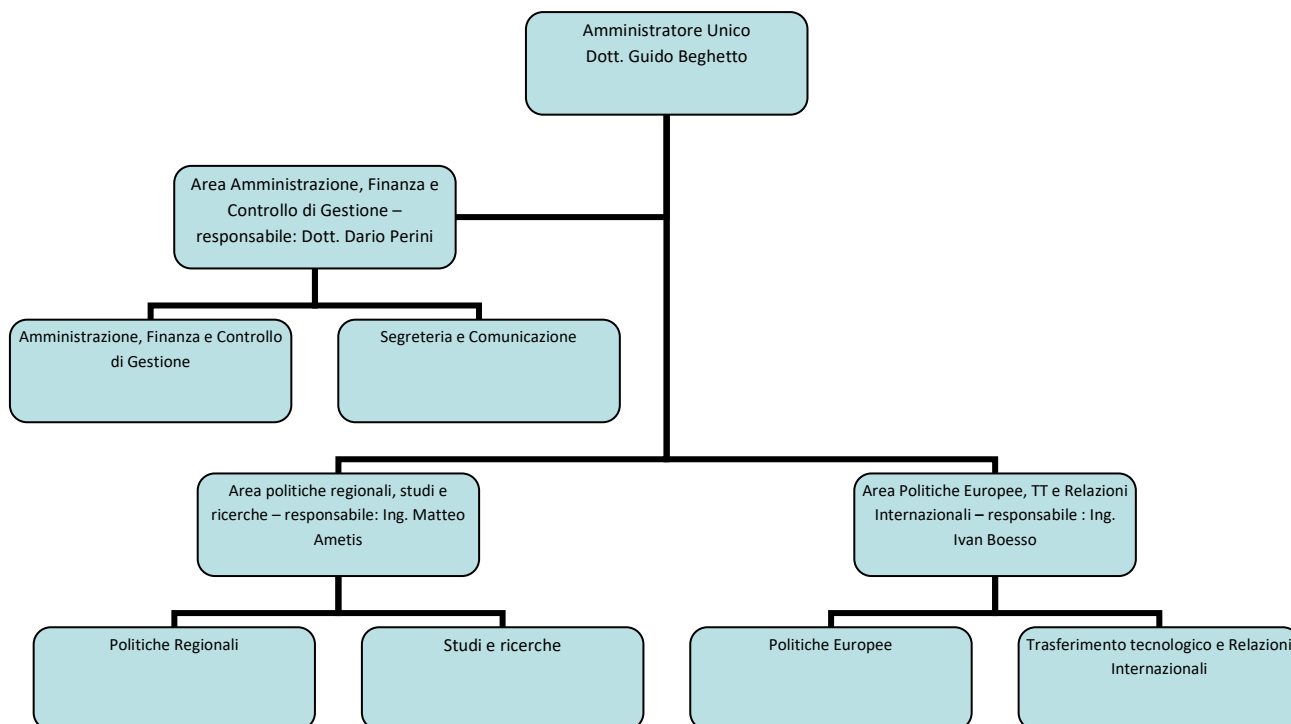 Amministratore Unico
Dott. Guido Beghetto
Area Amministrazione, Finanza e
Controllo di Gestione –
responsabile: Dott. Dario Perini
Amministrazione, Finanza e Controllo
di Gestione
Segreteria e Comunicazione
Area politiche regionali, studi e
ricerche – responsabile: Ing. Matteo
Ametis
Area Politiche Europee, TT e Relazioni
Internazionali – responsabile : Ing.
Ivan Boesso
Politiche Regionali
Studi e ricerche
Politiche Europee
Trasferimento tecnologico e Relazioni
Internazionali